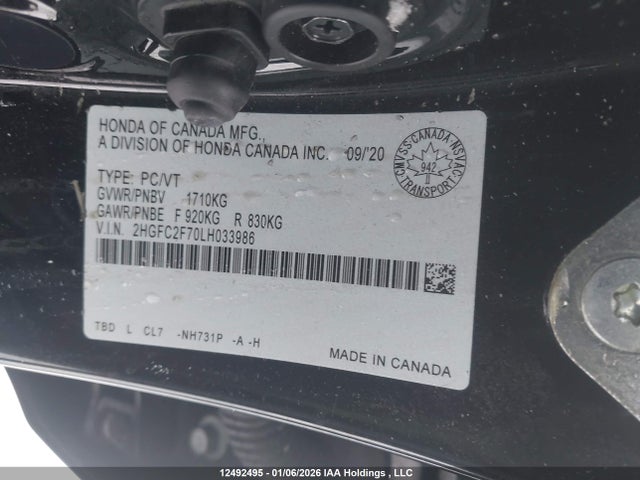 HONDA OF CANADA MFG.,
A DIVISION OF HONDA CANADA INC. 09/'20
CMVSS CANADA NSVAC
942
TRANSPORT
TYPE: PC/VT
GVWR/PNBV 1710KG
GAWR/PNBE F 920KG R 830KG
V.I.N. 2HGFC2F70LH033986
TBD L CL7 -NH731P -A -H
MADE IN CANADA
12492495 - 01/06/2026 IAA Holdings , LLC